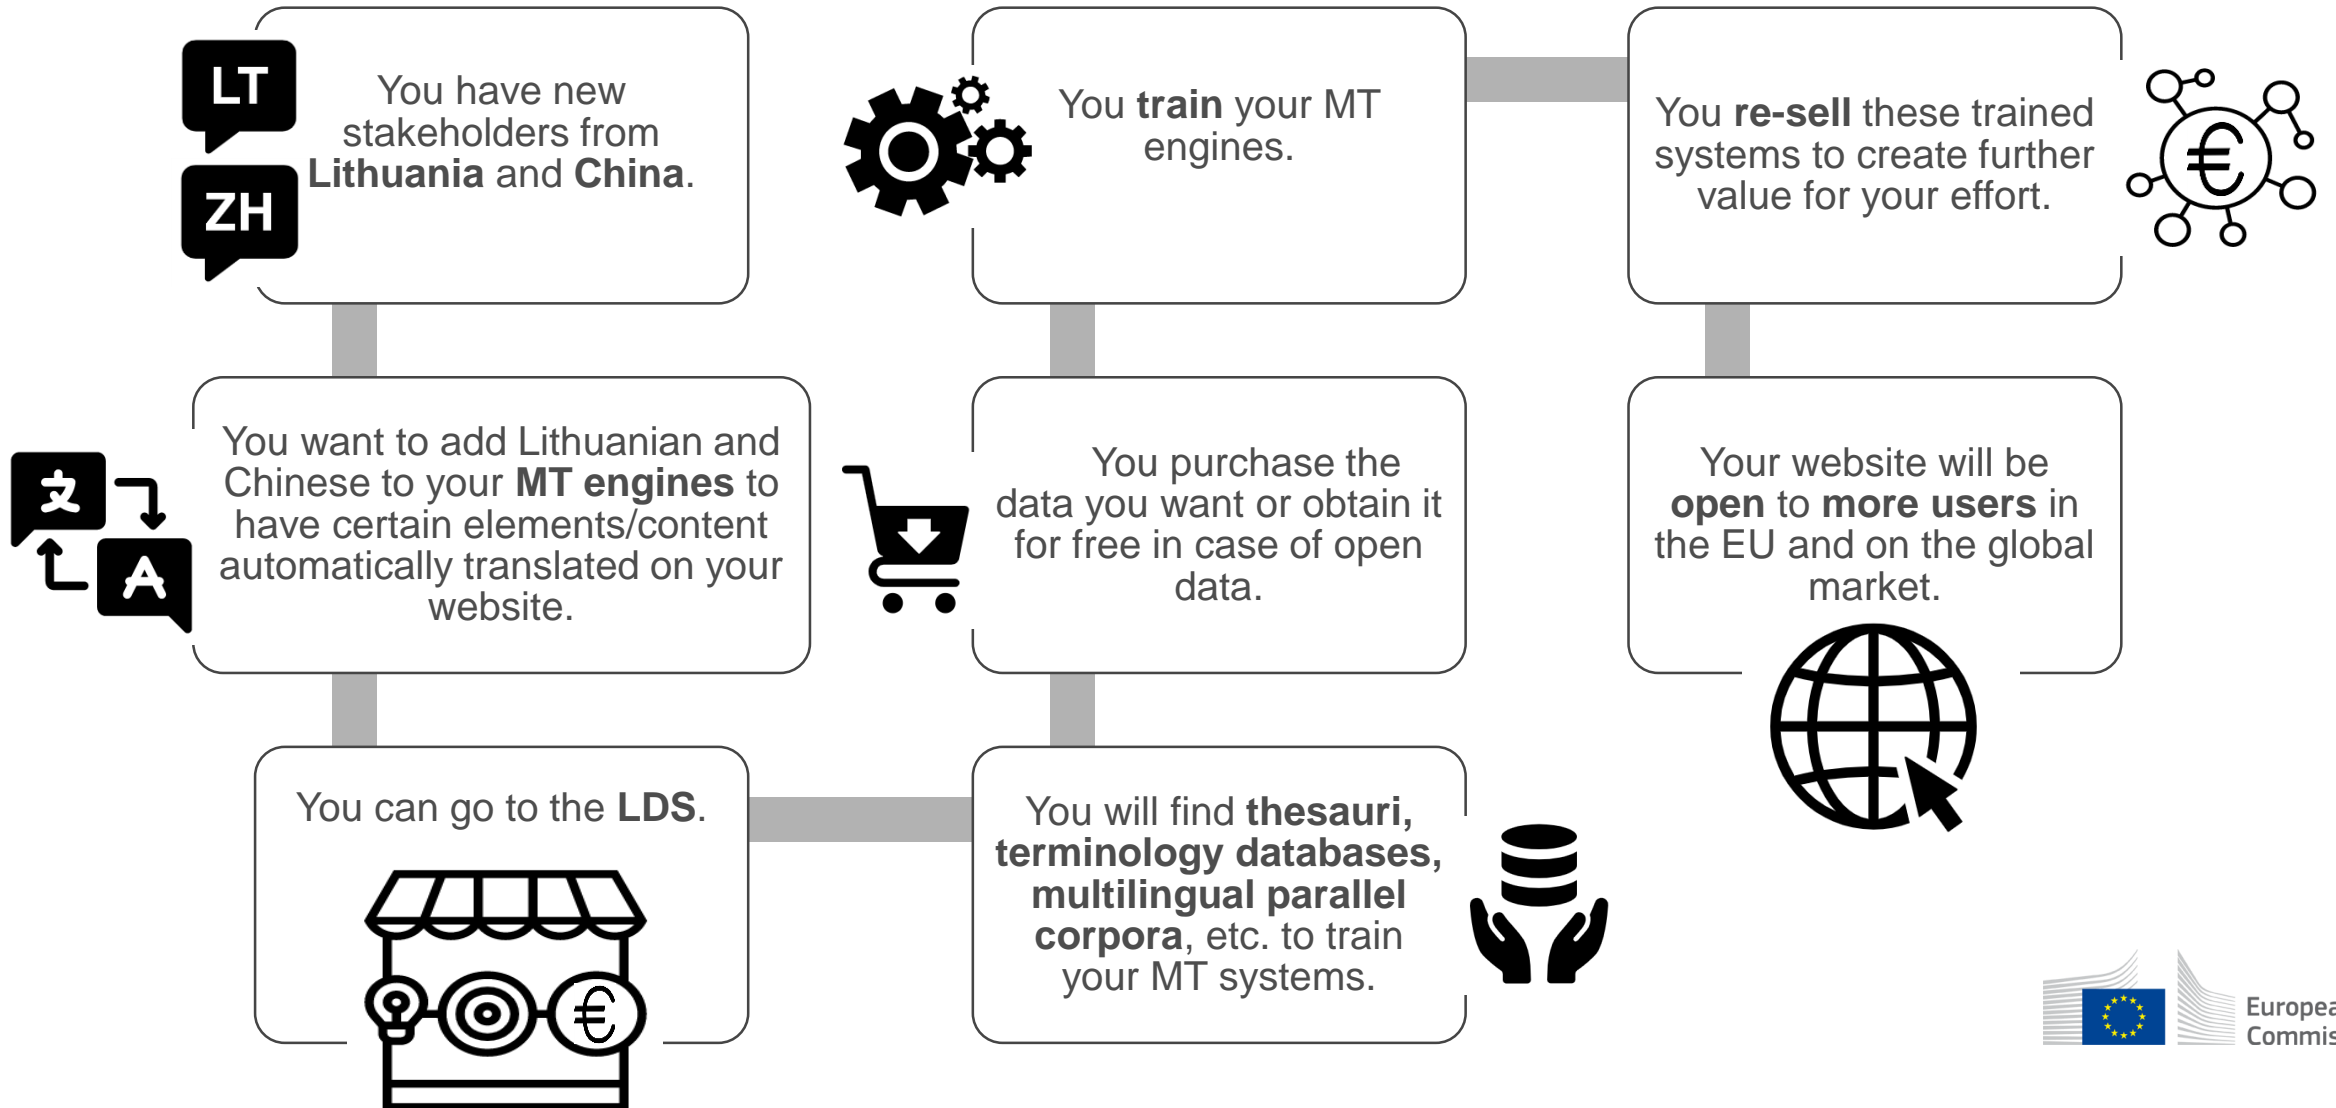 LT
ZH
You have new
stakeholders from
Lithuania and China.
文
A
You want to add Lithuanian and
Chinese to your MT engines to
have certain elements/content
automatically translated on your
website.
You can go to the LDS.
€
You will find thesauri,
terminology databases,
multilingual parallel
corpora, etc. to train
your MT systems.
You purchase the
data you want or obtain it
for free in case of open
data.
You train your MT
engines.
You re-sell these trained
systems to create further
value for your effort.
€
Your website will be
open to more users in
the EU and on the global
market.
Europea
Commis